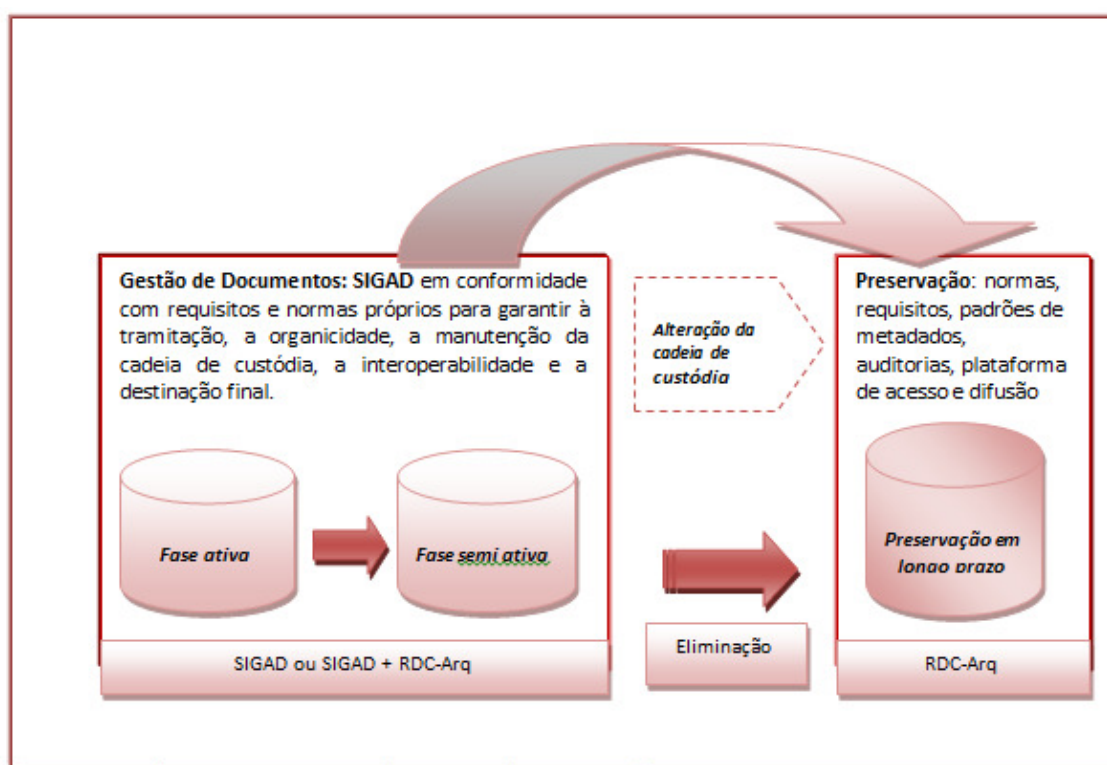 Gestão de Documentos: SIGAD em conformidade
com requisitos e normas próprios para garantir à
tramitação, a organicidade, a manutenção da
cadeia de custódia, a interoperabilidade e a
destinação final.
Fase ativa
Fase semi ativa
SIGAD ou SIGAD + RDC-Arq
Alteração da
cadeia de
custódia
Eliminação
Preservação: normas,
requisitos, padrões de
metadados,
auditorias, plataforma
de acesso e difusão
Preservação em
longo prazo
RDC-Arq